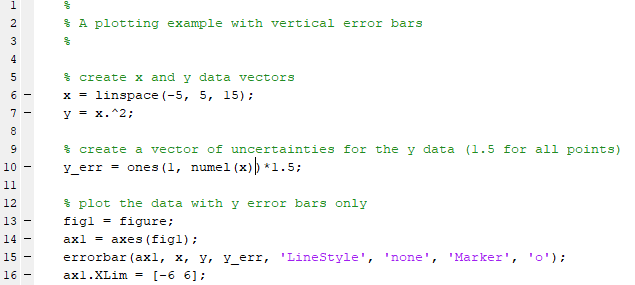 1 %
2 % A plotting example with vertical error bars
3 %
4
5 % create x and y data vectors
6 – x = linspace(-5, 5, 15);
7 – y = x.^2;
8
9 % create a vector of uncertainties for the y data (1.5 for all points)
10 – y_err = ones(1, numel(x))*1.5;
11
12 % plot the data with y error bars only
13 – fig1 = figure;
14 – ax1 = axes(fig1);
15 – errorbar(ax1, x, y, y_err, 'LineStyle', 'none', 'Marker', 'o');
16 – ax1.XLim = [-6 6];